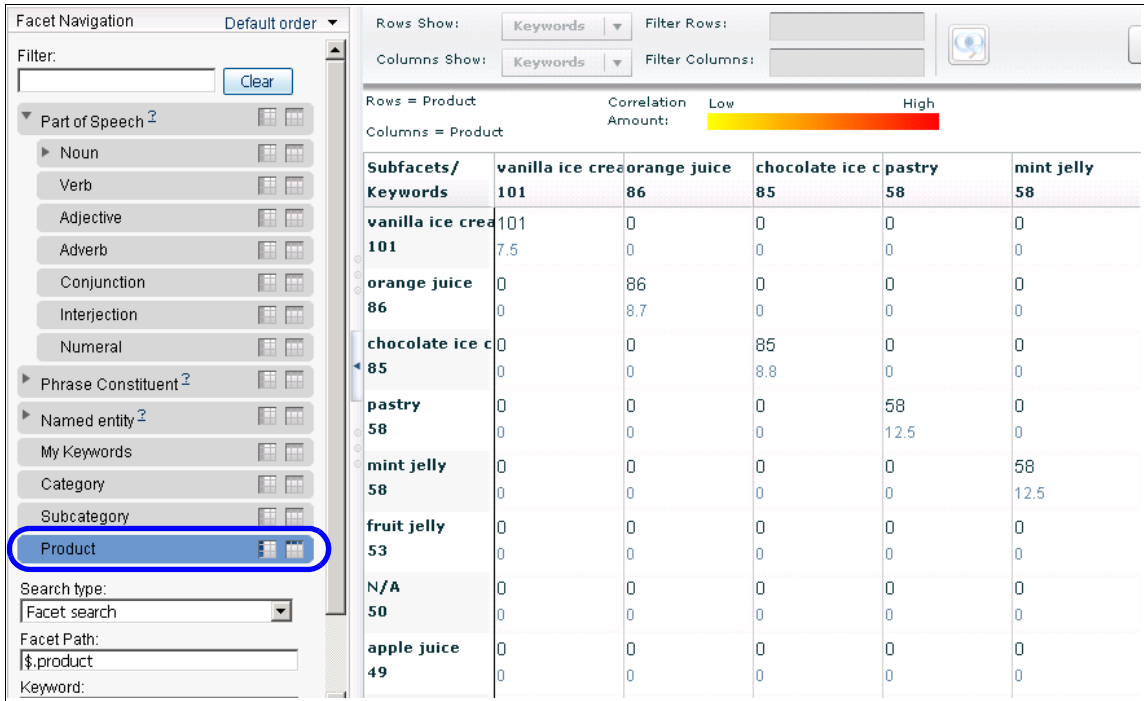 Facet Navigation Default order
Filter:
Clear
Part of Speech ?
Noun
Verb
Adjective
Adverb
Conjunction
Interjection
Numeral
Phrase Constituent ?
Named entity ?
My Keywords
Category
Subcategory
Product
Search type:
Facet search
Facet Path:
$.product
Keyword:
Rows Show: Keywords Filter Rows:
Columns Show: Keywords Filter Columns:
Rows = Product
Columns = Product
Correlation Amount: Low High
Subfacets/ vanilla ice crea orange juice chocolate ice c pastry mint jelly
Keywords 101 86 85 58 58
vanilla ice crea 101 0 0 0 0
101 7.5 0 0 0 0
orange juice 0 86 0 0 0
86 0 8.7 0 0 0
chocolate ice c 0 0 85 0 0
85 0 0 8.8 0 0
pastry 0 0 0 58 0
58 0 0 0 12.5 0
mint jelly 0 0 0 0 58
58 0 0 0 0 12.5
fruit jelly 0 0 0 0 0
53 0 0 0 0 0
N/A 0 0 0 0 0
50 0 0 0 0 0
apple juice 0 0 0 0 0
49 0 0 0 0 0